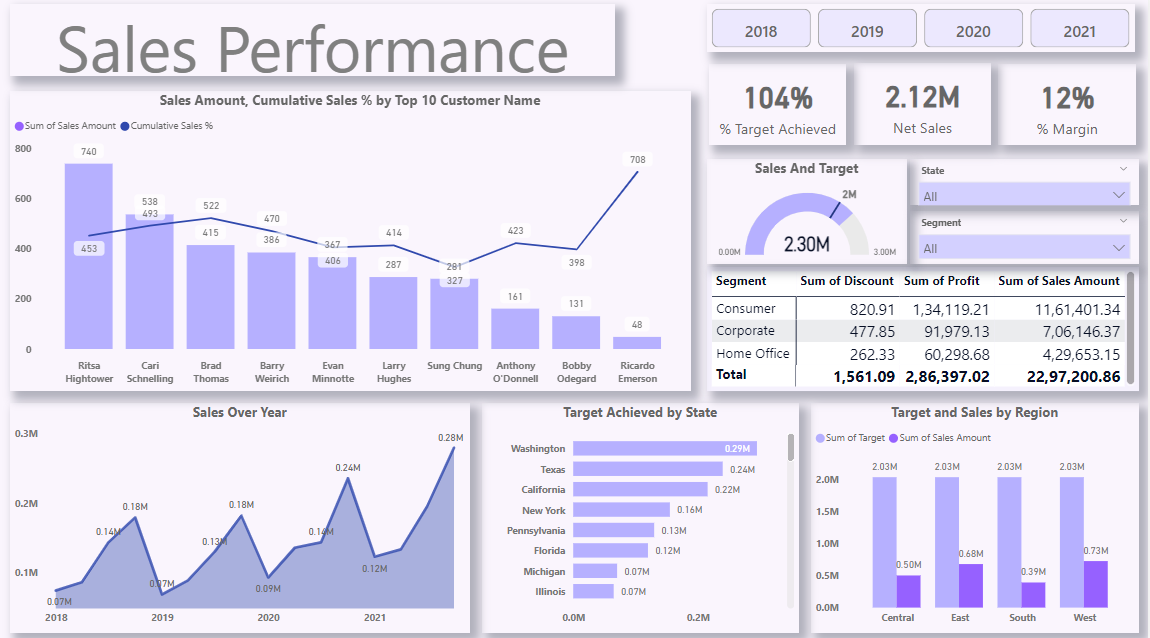 Sales Performance
2018 2019 2020 2021
104% 2.12M 12%
% Target Achieved Net Sales % Margin
Sales Amount, Cumulative Sales % by Top 10 Customer Name
Sum of Sales Amount Cumulative Sales %
800
600
400
200
0
740 538 522 470 367 414 281 423 398 708
453 493 415 386 406 287 327 161 131 48
Ritsa Hightower
Cari Schnelling
Brad Thomas
Barry Weirich
Evan Minnotte
Larry Hughes
Sung Chung
Anthony O'Donnell
Bobby Odegard
Ricardo Emerson
Sales And Target
2M
2.30M
0.00M 3.00M
State
All
Segment
All
Segment Sum of Discount Sum of Profit Sum of Sales Amount
Consumer 820.91 1,34,119.21 11,61,401.34
Corporate 477.85 91,979.13 7,06,146.37
Home Office 262.33 60,298.68 4,29,653.15
Total 1,561.09 2,86,397.02 22,97,200.86
Sales Over Year
0.3M
0.2M
0.1M
0.07M 0.14M 0.18M 0.07M 0.13M 0.18M 0.09M 0.14M 0.24M 0.12M 0.28M
2018 2019 2020 2021
Target Achieved by State
Washington 0.29M
Texas 0.24M
California 0.22M
New York 0.16M
Pennsylvania 0.13M
Florida 0.12M
Michigan 0.07M
Illinois 0.07M
0.0M 0.2M
Target and Sales by Region
Sum of Target Sum of Sales Amount
2.0M
1.5M
1.0M
0.5M
0.0M
2.03M 2.03M 2.03M 2.03M
0.50M 0.68M 0.39M 0.73M
Central East South West